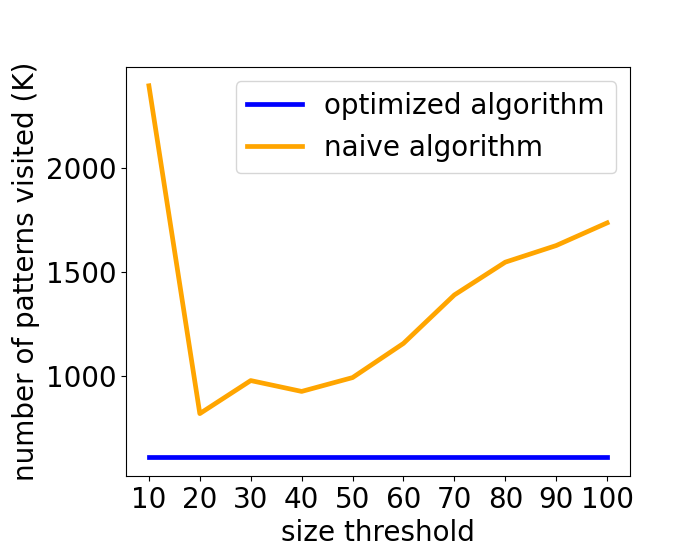 optimized algorithm
naive algorithm
number of patterns visited (K)
2000
1500
1000
10 20 30 40 50 60 70 80 90 100
size threshold